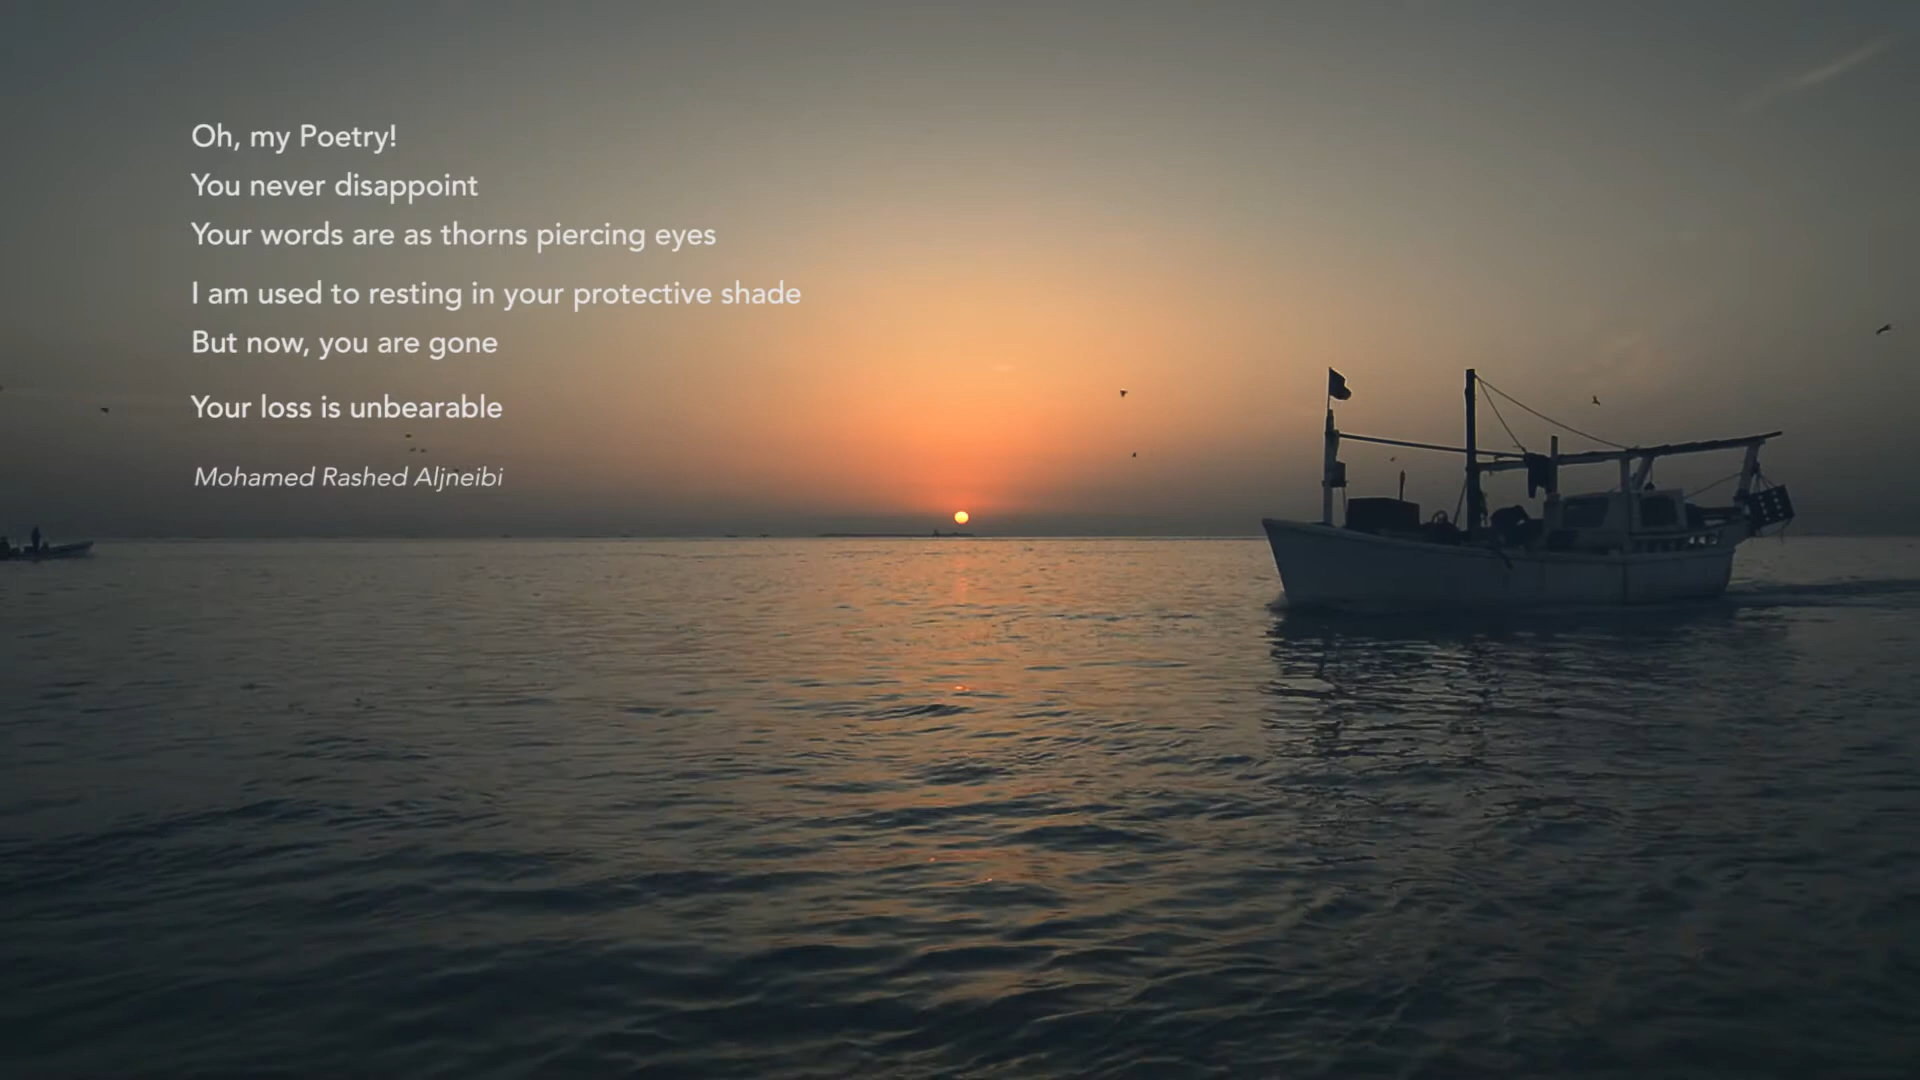 Oh, my Poetry!
You never disappoint
Your words are as thorns piercing eyes
I am used to resting in your protective shade
But now, you are gone
Your loss is unbearable
Mohamed Rashed Aljneibi